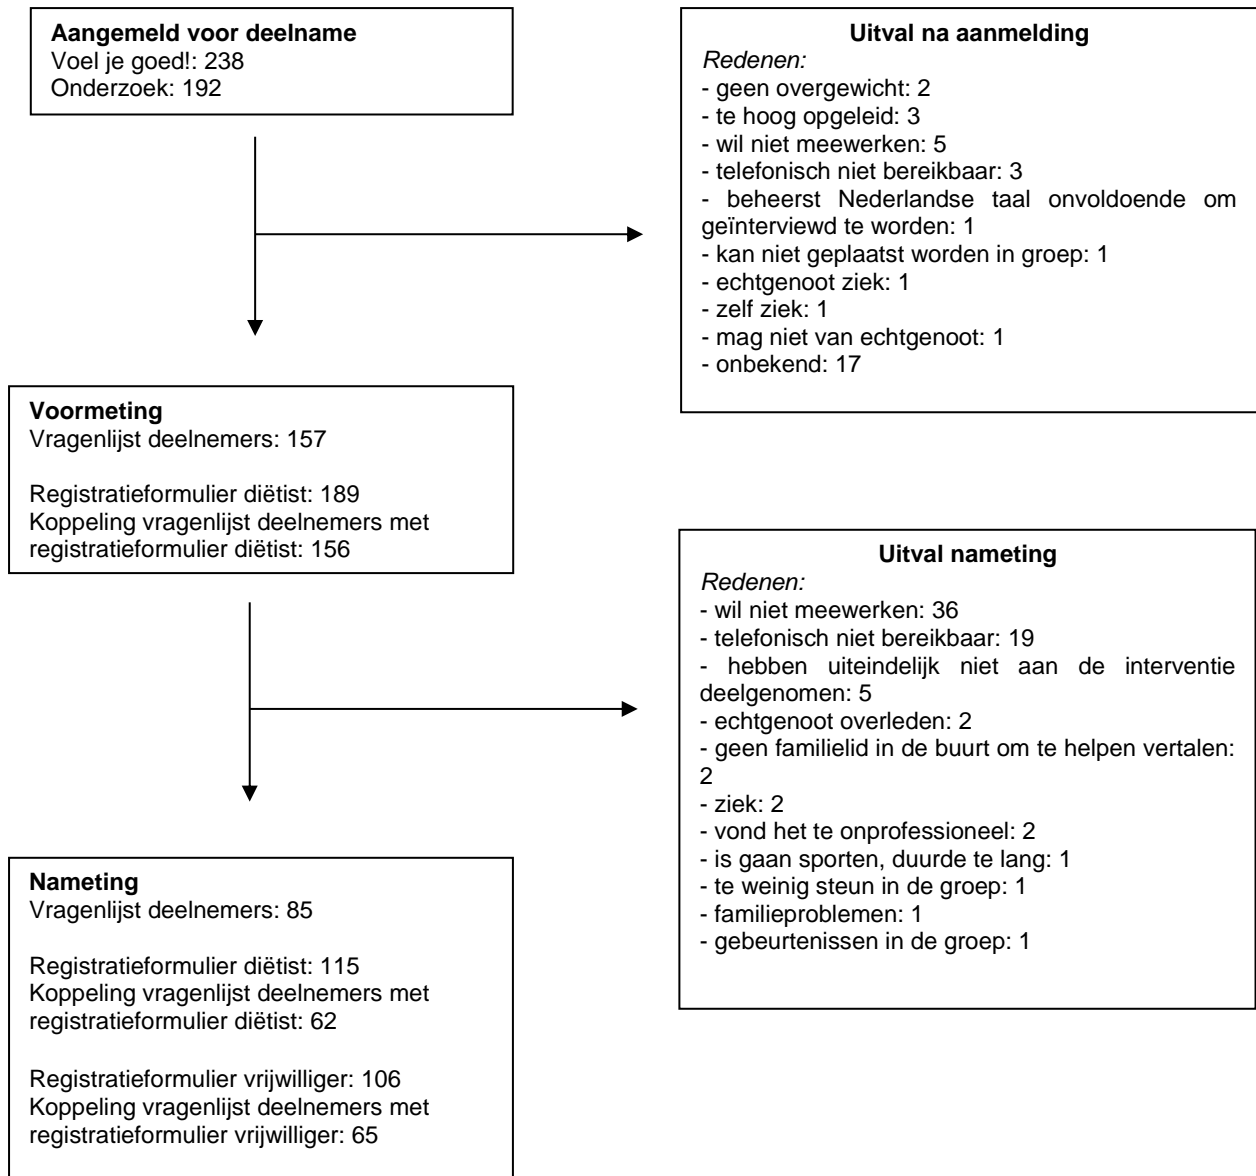 Aangemeld voor deelname
Voel je goed!: 238
Onderzoek: 192
Uitval na aanmelding
Redenen:
- geen overgewicht: 2
- te hoog opgeleid: 3
- wil niet meewerken: 5
- telefonisch niet bereikbaar: 3
- beheerst Nederlandse taal onvoldoende om
geïnterviewd te worden: 1
- kan niet geplaatst worden in groep: 1
- echtgenoot ziek: 1
- zelf ziek: 1
- mag niet van echtgenoot: 1
- onbekend: 17
Voormeting
Vragenlijst deelnemers: 157
Registratieformulier diëtist: 189
Koppeling vragenlijst deelnemers met
registratieformulier diëtist: 156
Uitval nameting
Redenen:
- wil niet meewerken: 36
- telefonisch niet bereikbaar: 19
- hebben uiteindelijk niet aan de interventie
deelgenomen: 5
- echtgenoot overleden: 2
- geen familielid in de buurt om te helpen vertalen:
2
- ziek: 2
- vond het te onprofessioneel: 2
- is gaan sporten, duurde te lang: 1
- te weinig steun in de groep: 1
- familieproblemen: 1
- gebeurtenissen in de groep: 1
Nameting
Vragenlijst deelnemers: 85
Registratieformulier diëtist: 115
Koppeling vragenlijst deelnemers met
registratieformulier diëtist: 62
Registratieformulier vrijwilliger: 106
Koppeling vragenlijst deelnemers met
registratieformulier vrijwilliger: 65